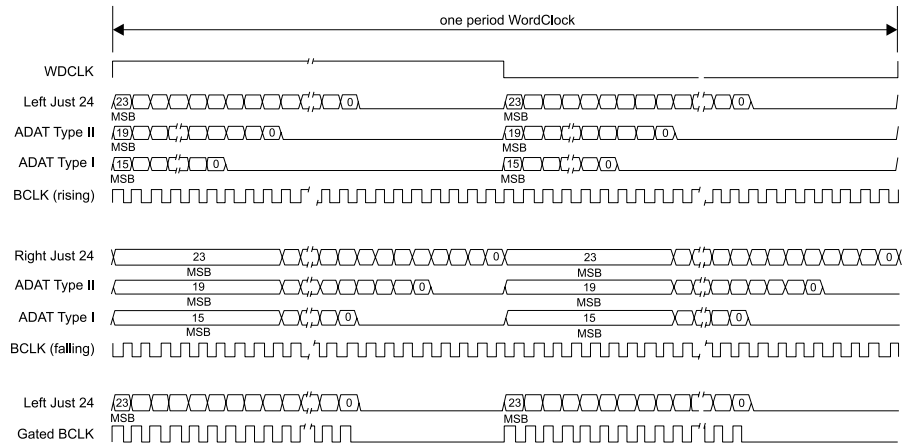 one period WordClock
WDCLK
Left Just 24 23 0 23 0
MSB MSB
ADAT Type II 19 0 19 0
MSB MSB
ADAT Type I 15 0 15 0
MSB MSB
BCLK (rising)
Right Just 24 23 0 23 0
MSB MSB
ADAT Type II 19 0 19 0
MSB MSB
ADAT Type I 15 0 15 0
MSB MSB
BCLK (falling)
Left Just 24 23 0 23 0
MSB MSB
Gated BCLK